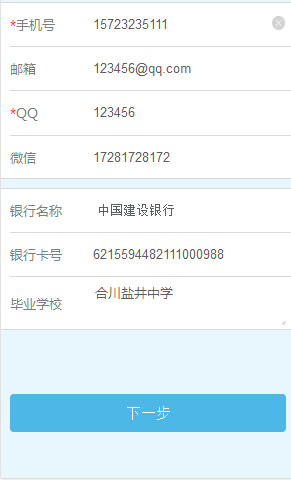 *手机号 15723235111
邮箱 123456@qq.com
*QQ 123456
微信 17281728172
银行名称 中国建设银行
银行卡号 6215594482111000988
毕业学校 合川盐井中学
下一步